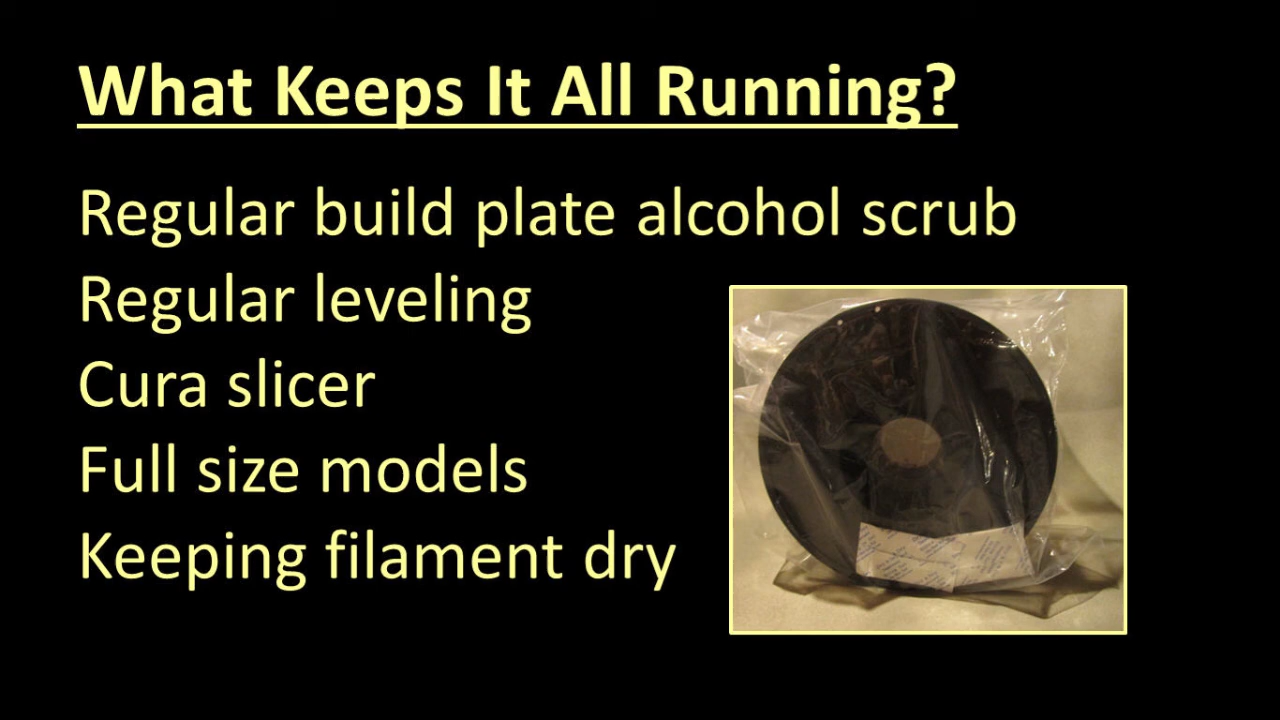 What Keeps It All Running?
Regular build plate alcohol scrub
Regular leveling
Cura slicer
Full size models
Keeping filament dry